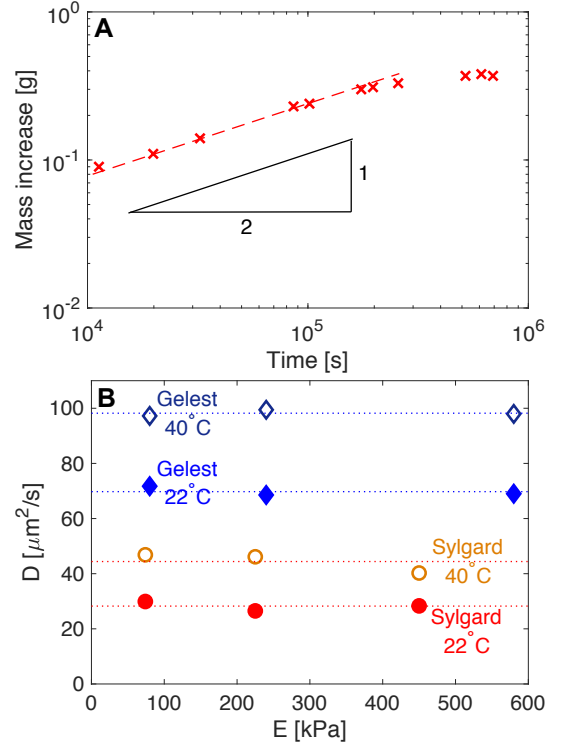 A
10^0
10^-1
10^-2
Mass increase [g]
1
2
10^4
10^5
10^6
Time [s]
B
100
80
60
40
20
0
D [μm^2/s]
Gelest
40°C
Gelest
22°C
Sylgard
40°C
Sylgard
22°C
0
100
200
300
400
500
600
E [kPa]